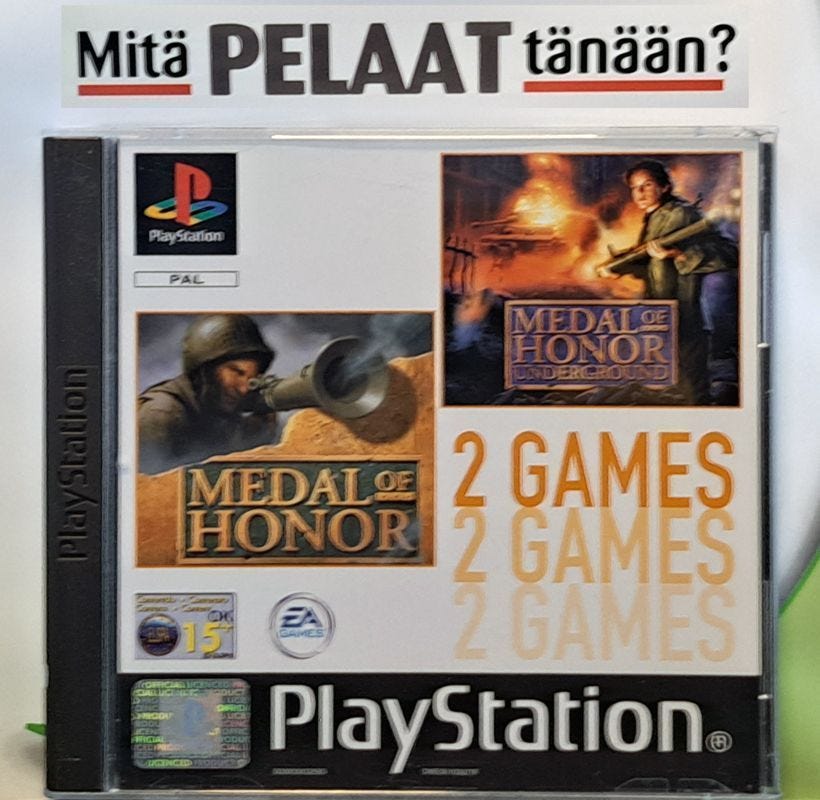 Mitä PELAAT tänään?
PlayStation
PAL
MEDAL OF
HONOR
UNDERGROUND
MEDAL OF
HONOR
2 GAMES
2 GAMES
2 GAMES
15+
EA
GAMES
PlayStation
PlayStation